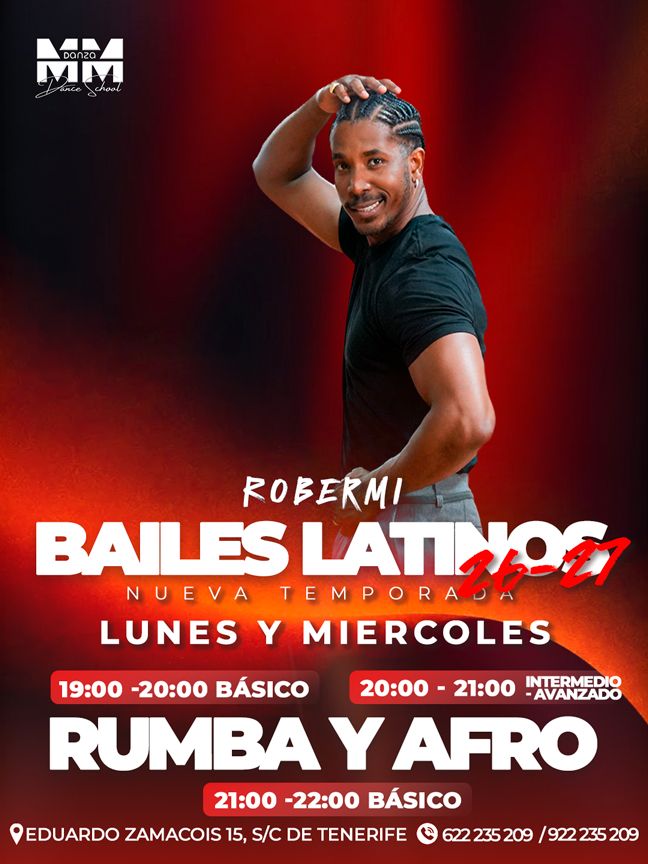 MM
DANZA
MM
Dance School
ROBERMI
BAILES LATINOS
26-27
NUEVA TEMPORADA
LUNES Y MIERCOLES
19:00 -20:00 BÁSICO
20:00 - 21:00 INTERMEDIO
- AVANZADO
RUMBA Y AFRO
21:00 -22:00 BÁSICO
EDUARDO ZAMACOIS 15, S/C DE TENERIFE 622 235 209 / 922 235 209